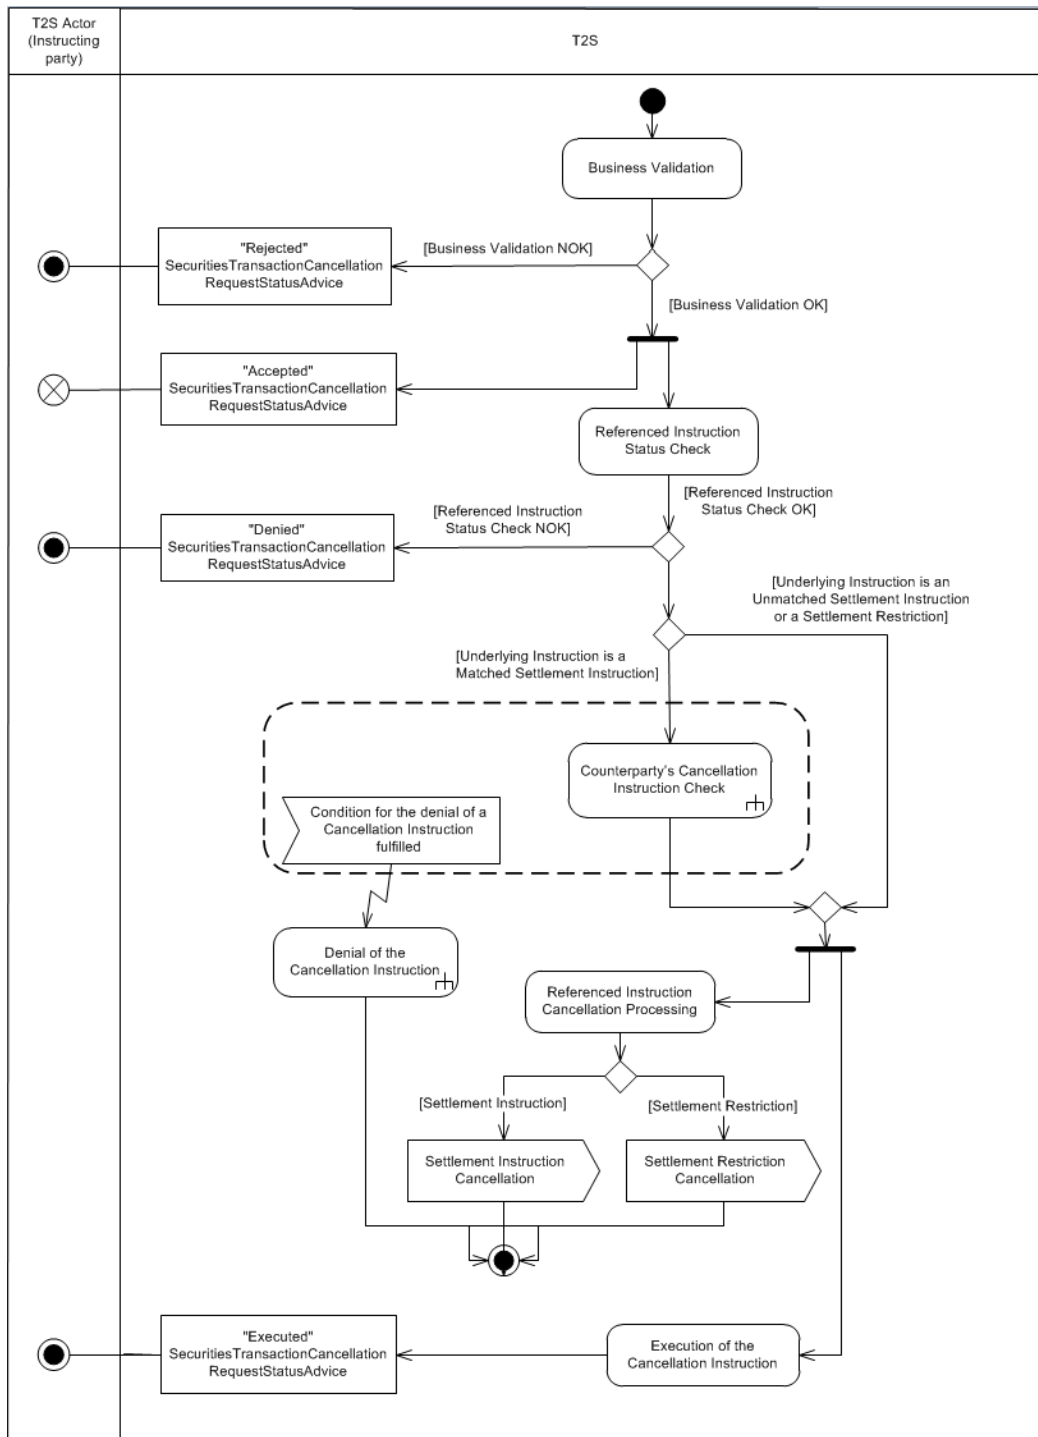 T2S Actor
(Instructing
party)
T2S
Business Validation
[Business Validation NOK]
"Rejected"
SecuritiesTransactionCancellation
RequestStatusAdvice
[Business Validation OK]
"Accepted"
SecuritiesTransactionCancellation
RequestStatusAdvice
Referenced Instruction
Status Check
[Referenced Instruction
Status Check OK]
[Referenced Instruction
Status Check NOK]
"Denied"
SecuritiesTransactionCancellation
RequestStatusAdvice
[Underlying Instruction is an
Unmatched Settlement Instruction
or a Settlement Restriction]
[Underlying Instruction is a
Matched Settlement Instruction]
Counterparty's Cancellation
Instruction Check
Condition for the denial of a
Cancellation Instruction
fulfilled
Denial of the
Cancellation Instruction
Referenced Instruction
Cancellation Processing
[Settlement Instruction]
[Settlement Restriction]
Settlement Instruction
Cancellation
Settlement Restriction
Cancellation
"Executed"
SecuritiesTransactionCancellation
RequestStatusAdvice
Execution of the
Cancellation Instruction